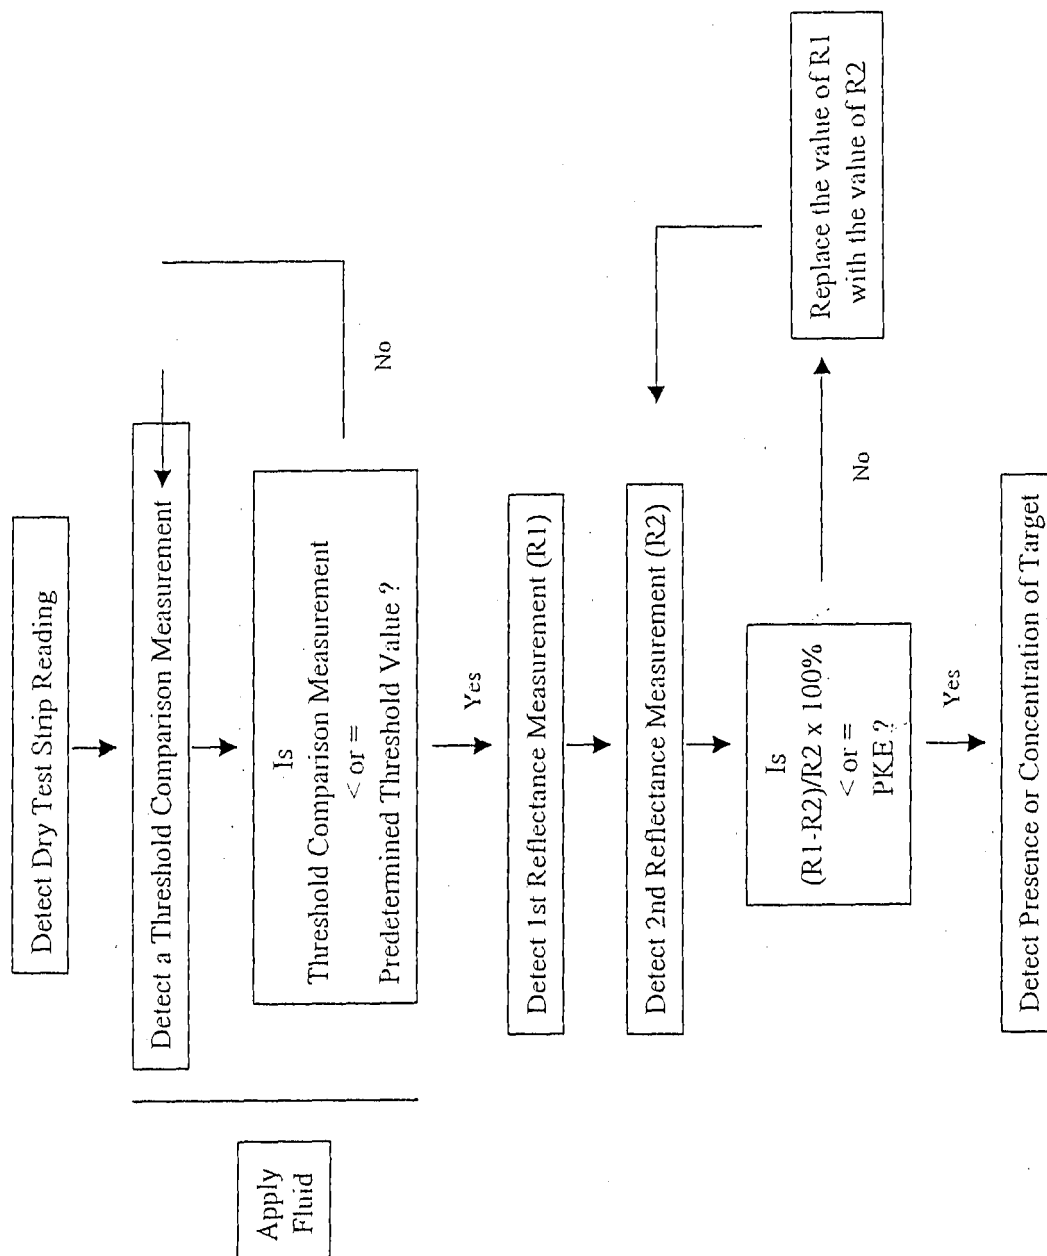 Detect Dry Test Strip Reading
Detect a Threshold Comparison Measurement
Is
Threshold Comparison Measurement
< or =
Predetermined Threshold Value ?
No
Apply
Fluid
Yes
Detect 1st Reflectance Measurement (R1)
Detect 2nd Reflectance Measurement (R2)
Is
(R1-R2)/R2 x 100%
< or =
PKE ?
No
Replace the value of R1
with the value of R2
Yes
Detect Presence or Concentration of Target